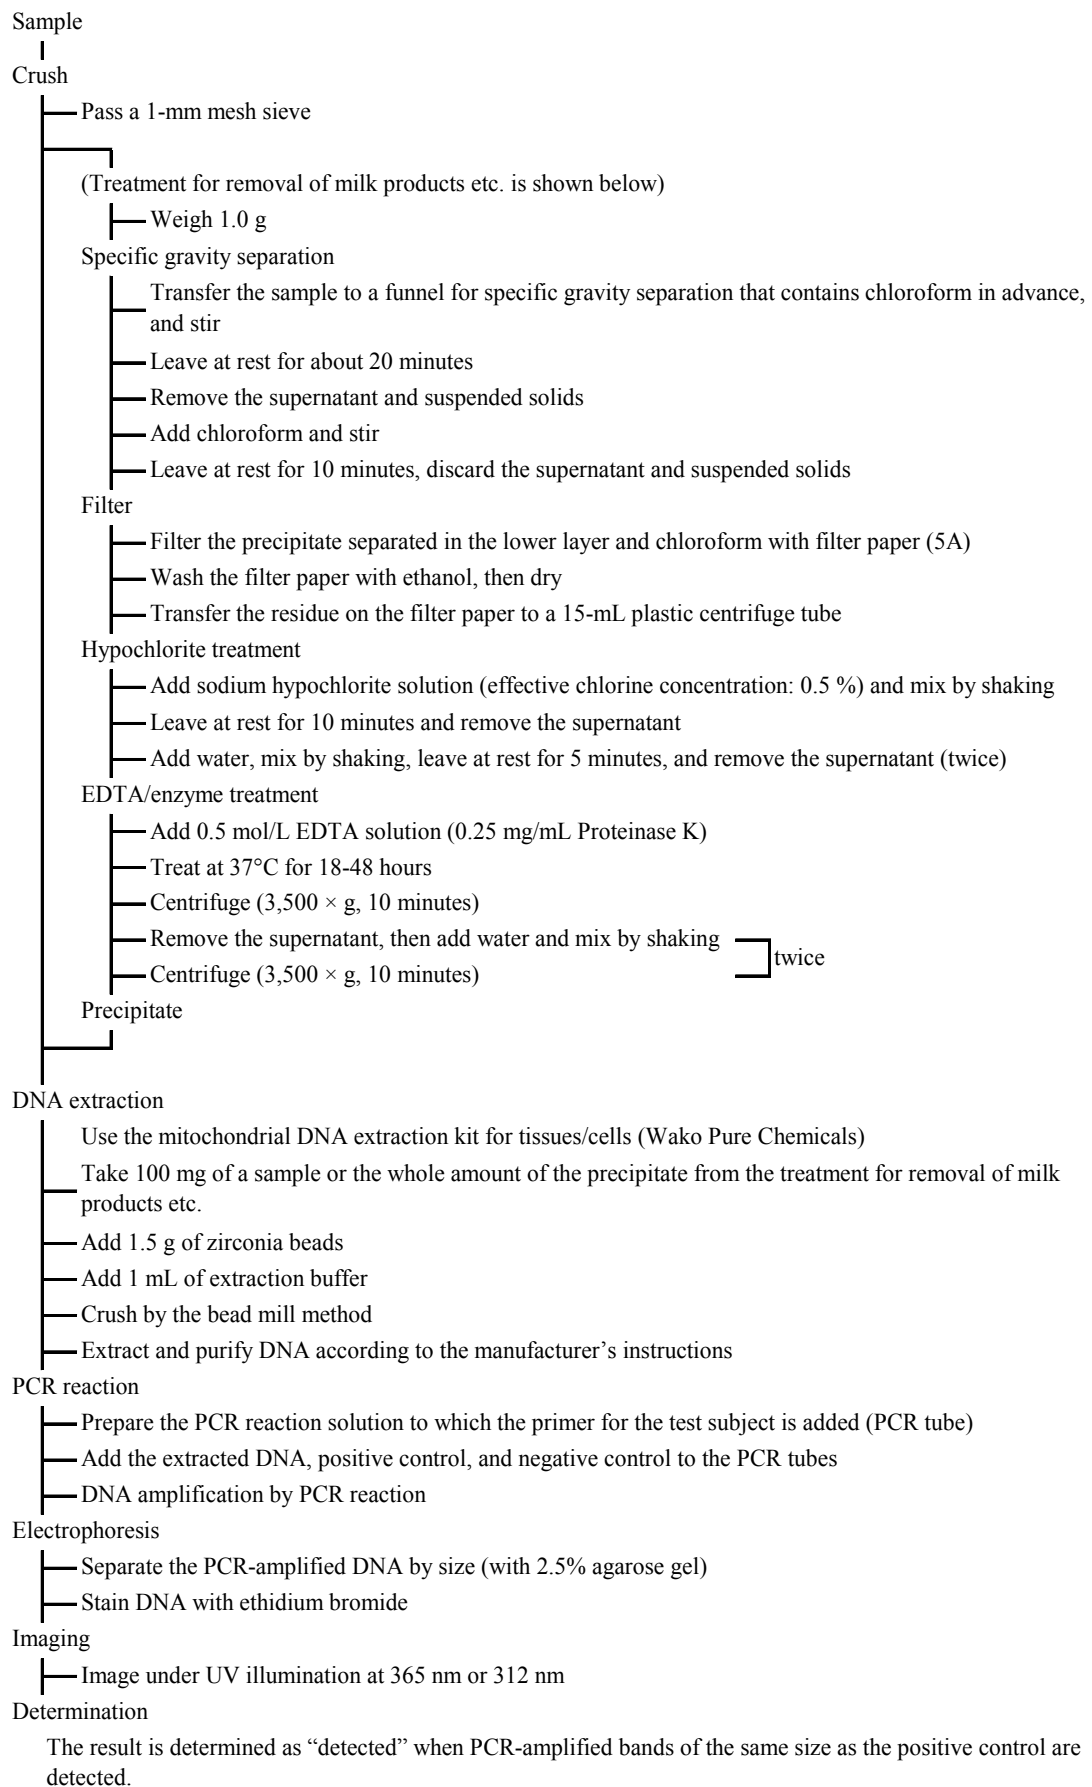 Sample
Crush
Pass a 1-mm mesh sieve
(Treatment for removal of milk products etc. is shown below)
Weigh 1.0 g
Specific gravity separation
Transfer the sample to a funnel for specific gravity separation that contains chloroform in advance,
and stir
Leave at rest for about 20 minutes
Remove the supernatant and suspended solids
Add chloroform and stir
Leave at rest for 10 minutes, discard the supernatant and suspended solids
Filter
Filter the precipitate separated in the lower layer and chloroform with filter paper (5A)
Wash the filter paper with ethanol, then dry
Transfer the residue on the filter paper to a 15-mL plastic centrifuge tube
Hypochlorite treatment
Add sodium hypochlorite solution (effective chlorine concentration: 0.5 %) and mix by shaking
Leave at rest for 10 minutes and remove the supernatant
Add water, mix by shaking, leave at rest for 5 minutes, and remove the supernatant (twice)
EDTA/enzyme treatment
Add 0.5 mol/L EDTA solution (0.25 mg/mL Proteinase K)
Treat at 37°C for 18-48 hours
Centrifuge (3,500 × g, 10 minutes)
Remove the supernatant, then add water and mix by shaking
twice
Centrifuge (3,500 × g, 10 minutes)
Precipitate
DNA extraction
Use the mitochondrial DNA extraction kit for tissues/cells (Wako Pure Chemicals)
Take 100 mg of a sample or the whole amount of the precipitate from the treatment for removal of milk
products etc.
Add 1.5 g of zirconia beads
Add 1 mL of extraction buffer
Crush by the bead mill method
Extract and purify DNA according to the manufacturer’s instructions
PCR reaction
Prepare the PCR reaction solution to which the primer for the test subject is added (PCR tube)
Add the extracted DNA, positive control, and negative control to the PCR tubes
DNA amplification by PCR reaction
Electrophoresis
Separate the PCR-amplified DNA by size (with 2.5% agarose gel)
Stain DNA with ethidium bromide
Imaging
Image under UV illumination at 365 nm or 312 nm
Determination
The result is determined as “detected” when PCR-amplified bands of the same size as the positive control are
detected.